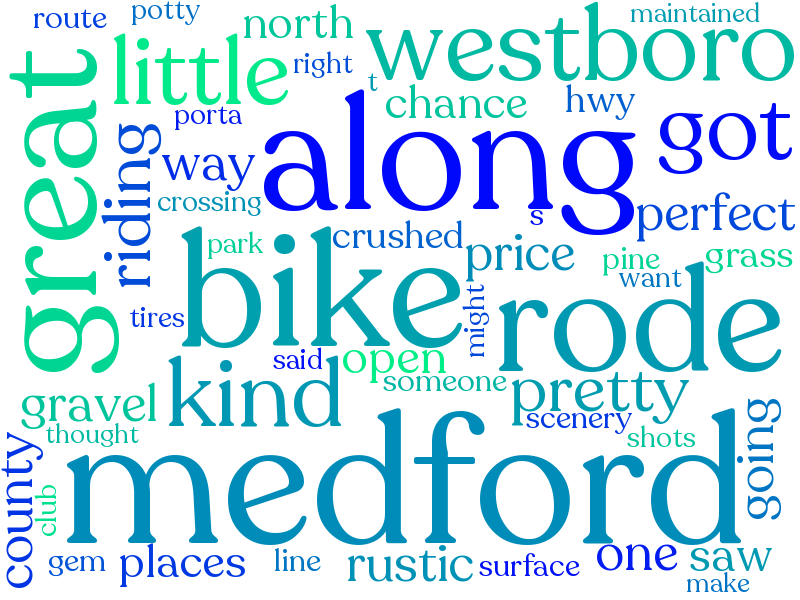 route
potty
north
maintained
great
little
right
westboro
t
chance
hwy
porta
got
riding
way
along
crossing
s
perfect
park
crushed
price
pine
grass
want
bike
tires
might
rode
said
open
someone
kind
pretty
gravel
scenery
thought
shots
county
club
medford
going
gem
places
line
rustic
surface
one
saw
make